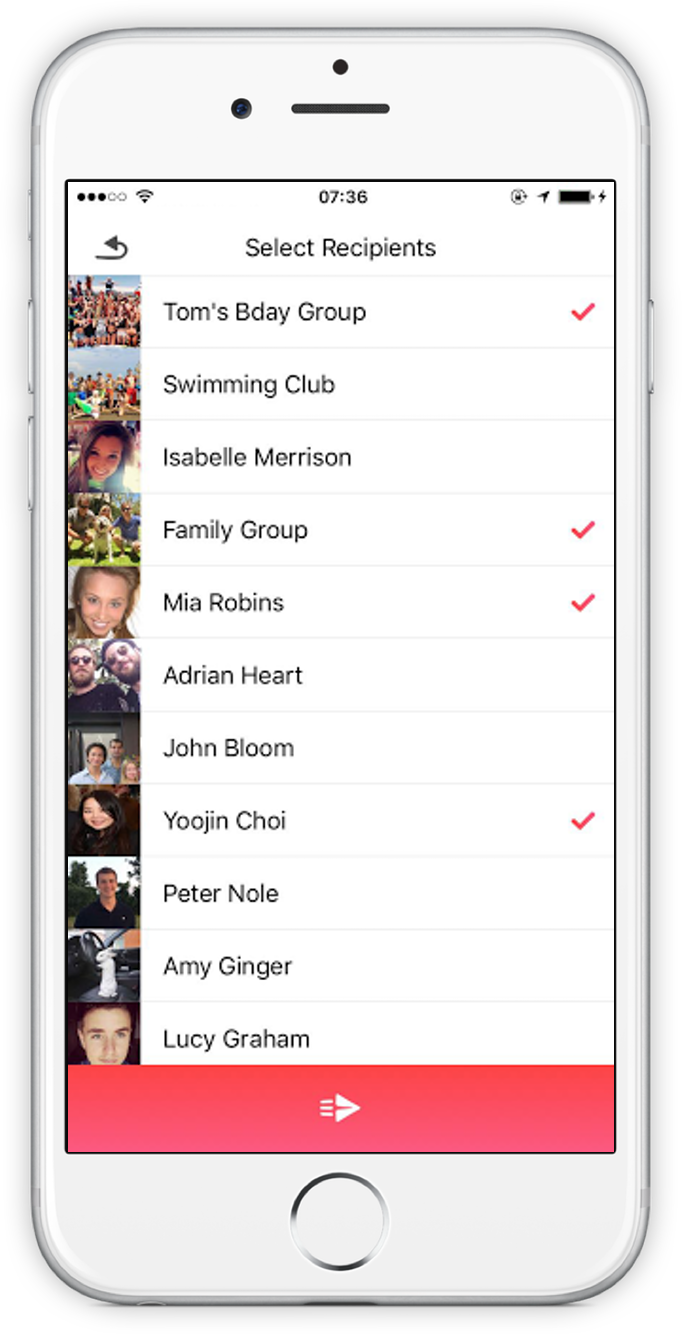 07:36
Select Recipients
Tom's Bday Group
Swimming Club
Isabelle Merrison
Family Group
Mia Robins
Adrian Heart
John Bloom
Yoojin Choi
Peter Nole
Amy Ginger
Lucy Graham